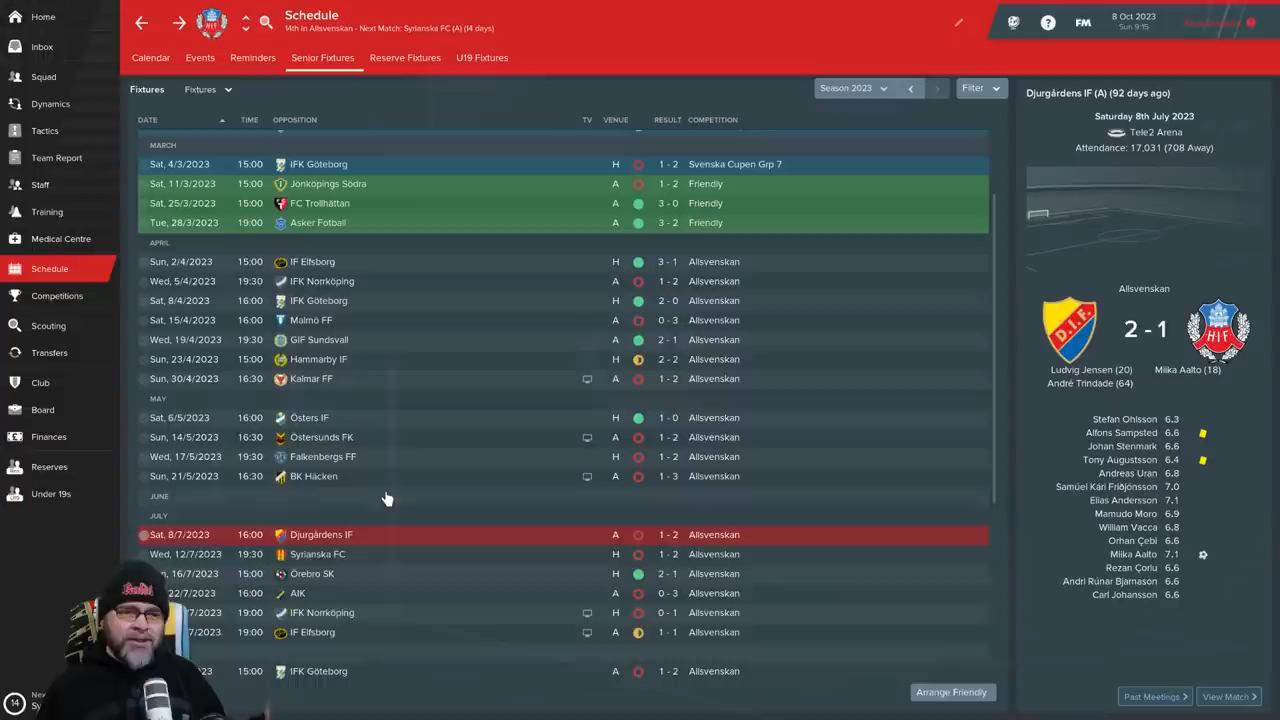 Home
Inbox
Squad
Dynamics
Tactics
Team Report
Staff
Training
Medical Centre
Schedule
Competitions
Scouting
Transfers
Club
Board
Finances
Reserves
Under 19s
14
Schedule
14th in Allsvenskan - Next Match: Syrianska FC (A) (14 days)
FM
8 Oct 2023
Sun 9:15
Calendar Events Reminders Senior Fixtures Reserve Fixtures U19 Fixtures
Fixtures Fixtures Season 2023 Filter
DATE TIME OPPOSITION TV VENUE RESULT COMPETITION
MARCH
Sat, 4/3/2023 15:00 IFK Göteborg H 1 - 2 Svenska Cupen Grp 7
Sat, 11/3/2023 15:00 Jönköpings Södra A 1 - 2 Friendly
Sat, 25/3/2023 15:00 FC Trollhättan A 3 - 0 Friendly
Tue, 28/3/2023 19:00 Asker Fotball A 3 - 2 Friendly
APRIL
Sun, 2/4/2023 15:00 IF Elfsborg H 3 - 1 Allsvenskan
Wed, 5/4/2023 19:30 IFK Norrköping A 1 - 2 Allsvenskan
Sat, 8/4/2023 16:00 IFK Göteborg H 2 - 0 Allsvenskan
Sat, 15/4/2023 16:00 Malmö FF A 0 - 3 Allsvenskan
Wed, 19/4/2023 19:30 GIF Sundsvall A 2 - 1 Allsvenskan
Sun, 23/4/2023 15:00 Hammarby IF H 2 - 2 Allsvenskan
Sun, 30/4/2023 16:30 Kalmar FF A 1 - 2 Allsvenskan
MAY
Sat, 6/5/2023 16:00 Östers IF H 1 - 0 Allsvenskan
Sun, 14/5/2023 16:30 Östersunds FK A 1 - 2 Allsvenskan
Wed, 17/5/2023 19:30 Falkenbergs FF H 1 - 2 Allsvenskan
Sun, 21/5/2023 16:30 BK Häcken A 1 - 3 Allsvenskan
JUNE
JULY
Sat, 8/7/2023 16:00 Djurgårdens IF A 1 - 2 Allsvenskan
Wed, 12/7/2023 19:30 Syrianska FC H 1 - 2 Allsvenskan
16/7/2023 15:00 Örebro SK H 2 - 1 Allsvenskan
22/7/2023 16:00 AIK A 0 - 3 Allsvenskan
7/2023 19:00 IFK Norrköping H 0 - 1 Allsvenskan
7/2023 19:00 IF Elfsborg A 1 - 1 Allsvenskan
15:00 IFK Göteborg A 1 - 2 Allsvenskan
Arrange Friendly
Djurgårdens IF (A) (92 days ago)
Saturday 8th July 2023
Tele2 Arena
Attendance: 17,031 (708 Away)
Allsvenskan
D.I.F. 2 - 1 HIF
Ludvig Jensen (20) Miika Aalto (18)
André Trindade (64)
Stefan Ohlsson 6.3
Alfons Sampsted 6.6
Johan Stenmark 6.6
Tony Augustsson 6.4
Andreas Uran 6.8
Samúel Kári Friðjónsson 7.0
Elias Andersson 7.1
Mamudo Moro 6.9
William Vacca 6.8
Orhan Çebi 6.6
Miika Aalto 7.1
Rezan Çorlu 6.6
Andri Rúnar Bjarnason 6.6
Carl Johansson 6.6
Past Meetings View Match